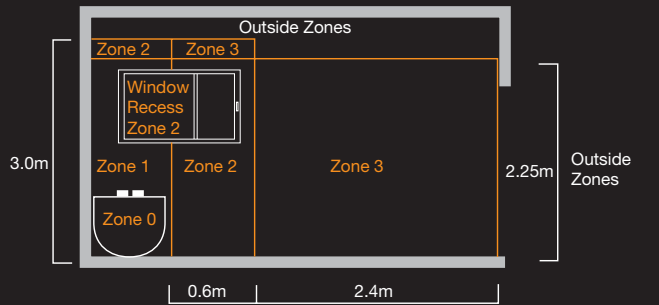 Outside Zones
Zone 2
Zone 3
Window
Recess
Zone 2
3.0m
Zone 1
Zone 2
Zone 3
2.25m
Outside
Zones
Zone 0
0.6m
2.4m